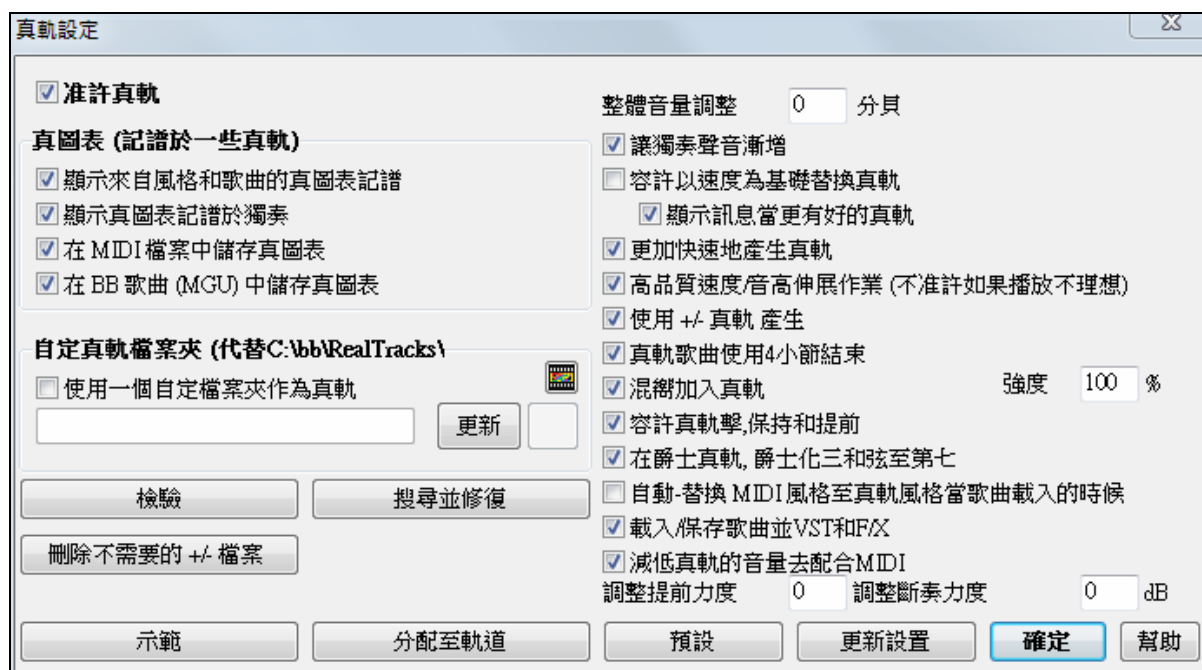 真軌設定
准許真軌
真圖表 (記譜於一些真軌)
顯示來自風格和歌曲的真圖表記譜
顯示真圖表記譜於獨奏
在 MIDI 檔案中儲存真圖表
在 BB 歌曲 (MGU) 中儲存真圖表
自定真軌檔案夾 (代替C:\bb\RealTracks\
使用一個自定檔案夾作為真軌
更新
檢驗
搜尋並修復
刪除不需要的 +/- 檔案
示範
分配至軌道
整體音量調整 0 分貝
讓獨奏聲音漸增
容許以速度為基礎替換真軌
顯示訊息當更有好的真軌
更加快速地產生真軌
高品質速度/音高伸展作業 (不准許如果播放不理想)
使用 +/- 真軌 產生
真軌歌曲使用4小節結束
混嚮加入真軌 強度 100 %
容許真軌擊,保持和提前
在爵士真軌, 爵士化三和弦至第七
自動-替換 MIDI 風格至真軌風格當歌曲載入的時候
載入/保存歌曲並VST和F/X
減低真軌的音量去配合MIDI
調整提前力度 0 調整斷奏力度 0 dB
預設
更新設置
確定
幫助